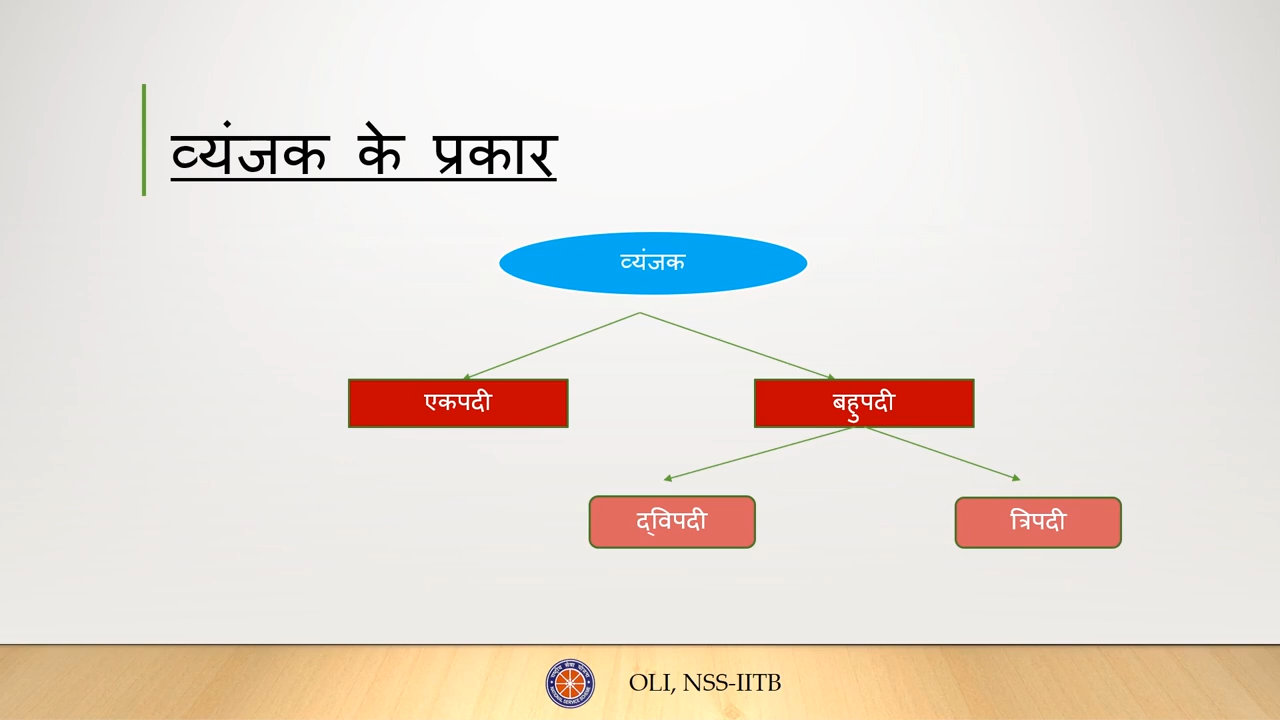 व्यंजक के प्रकार
व्यंजक
एकपदी
बहुपदी
द्विपदी
त्रिपदी
OLI, NSS-IITB